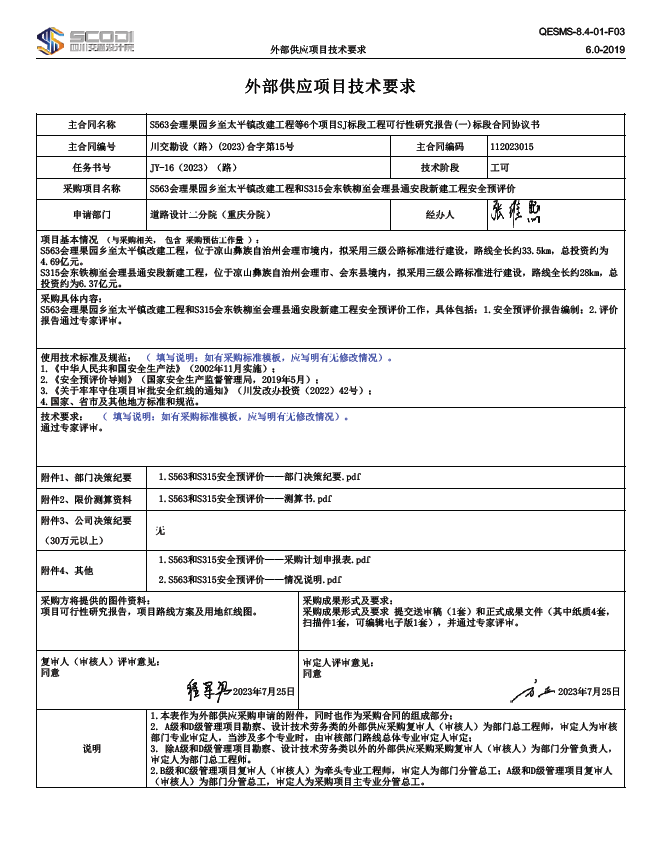 SCODI
四川交通设计院
QESMS-8.4-01-F03
外部供应项目技术要求
6.0-2019
外部供应项目技术要求
主合同名称 S563会理果园乡至太平镇改建工程等6个项目SJ标段工程可行性研究报告(一)标段合同协议书
主合同编号 川交勘设（路）(2023)合字第15号 主合同编码 112023015
任务书号 JY-16（2023）（路） 技术阶段 工可
采购项目名称 S563会理果园乡至太平镇改建工程和S315会东铁柳至会理县通安段新建工程安全预评价
申请部门 道路设计二分院（重庆分院） 经办人
项目基本情况 （与采购相关，包含 采购预估工作量 ）：
S563会理果园乡至太平镇改建工程，位于凉山彝族自治州会理市境内，拟采用三级公路标准进行建设，路线全长约33.5km，总投资约为
4.69亿元。
S315会东铁柳至会理县通安段新建工程，位于凉山彝族自治州会理市、会东县境内，拟采用三级公路标准进行建设，路线全长约28km，总
投资约为6.37亿元。
采购具体内容：
S563会理果园乡至太平镇改建工程和S315会东铁柳至会理县通安段新建工程安全预评价工作，具体包括：1.安全预评价报告编制；2.评价
报告通过专家评审。
使用技术标准及规范： （ 填写说明：如有采购标准模板，应写明有无修改情况）。
1.《中华人民共和国安全生产法》（2002年11月实施）；
2.《安全预评价导则》（国家安全生产监督管理局，2019年5月）；
3.《关于牢牢守住项目审批安全红线的通知》（川发改办投资（2022）42号）；
4.国家、省市及其他地方标准和规范。
技术要求： （ 填写说明：如有采购标准模板，应写明有无修改情况）。
通过专家评审。
附件1、部门决策纪要 1.S563和S315安全预评价——部门决策纪要.pdf
附件2、限价测算资料 1.S563和S315安全预评价——测算书.pdf
附件3、公司决策纪要
（30万元以上） 无
附件4、其他 1.S563和S315安全预评价——采购计划申报表.pdf
2.S563和S315安全预评价——情况说明.pdf
采购方将提供的图件资料：
项目可行性研究报告，项目路线方案及用地红线图。
采购成果形式及要求：
采购成果形式及要求 提交送审稿（1套）和正式成果文件（其中纸质4套，
扫描件1套，可编辑电子版1套），并通过专家评审。
复审人（审核人）评审意见：
同意
2023年7月25日
审定人评审意见：
同意
2023年7月25日
说明
1.本表作为外部供应采购申请的附件，同时也作为采购合同的组成部分；
2. A级和D级管理项目勘察、设计技术劳务类的外部供应采购复审人（审核人）为部门总工程师，审定人为审核
部门专业审定人，当涉及多个专业时，由审核部门路线总体专业审定人审定；
3. 除A级和D级管理项目勘察、设计技术劳务类以外的外部供应采购采购复审人（审核人）为部门分管负责人，
审定人为部门总工程师。
2.B级和C级管理项目复审人（审核人）为牵头专业工程师，审定人为部门分管总工；A级和D级管理项目复审人
（审核人）为部门分管总工，审定人为采购项目主专业分管总工。